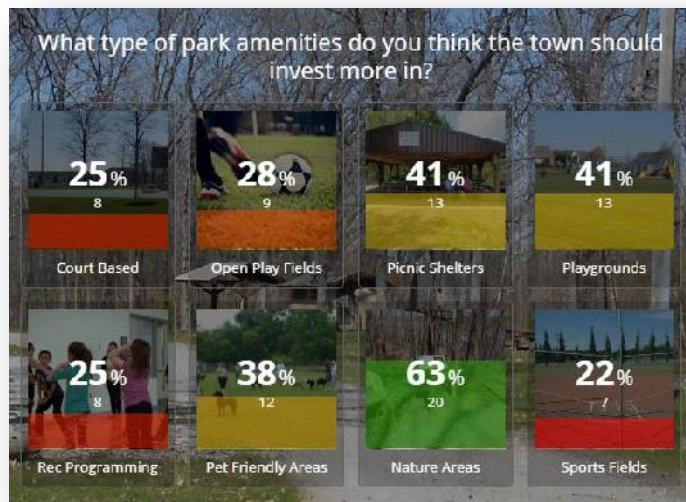 What type of park amenities do you think the town should
invest more in?
25%
8
Court Based
28%
9
Open Play Fields
41%
13
Picnic Shelters
41%
13
Playgrounds
25%
8
Rec Programming
38%
12
Pet Friendly Areas
63%
20
Nature Areas
22%
7
Sports Fields